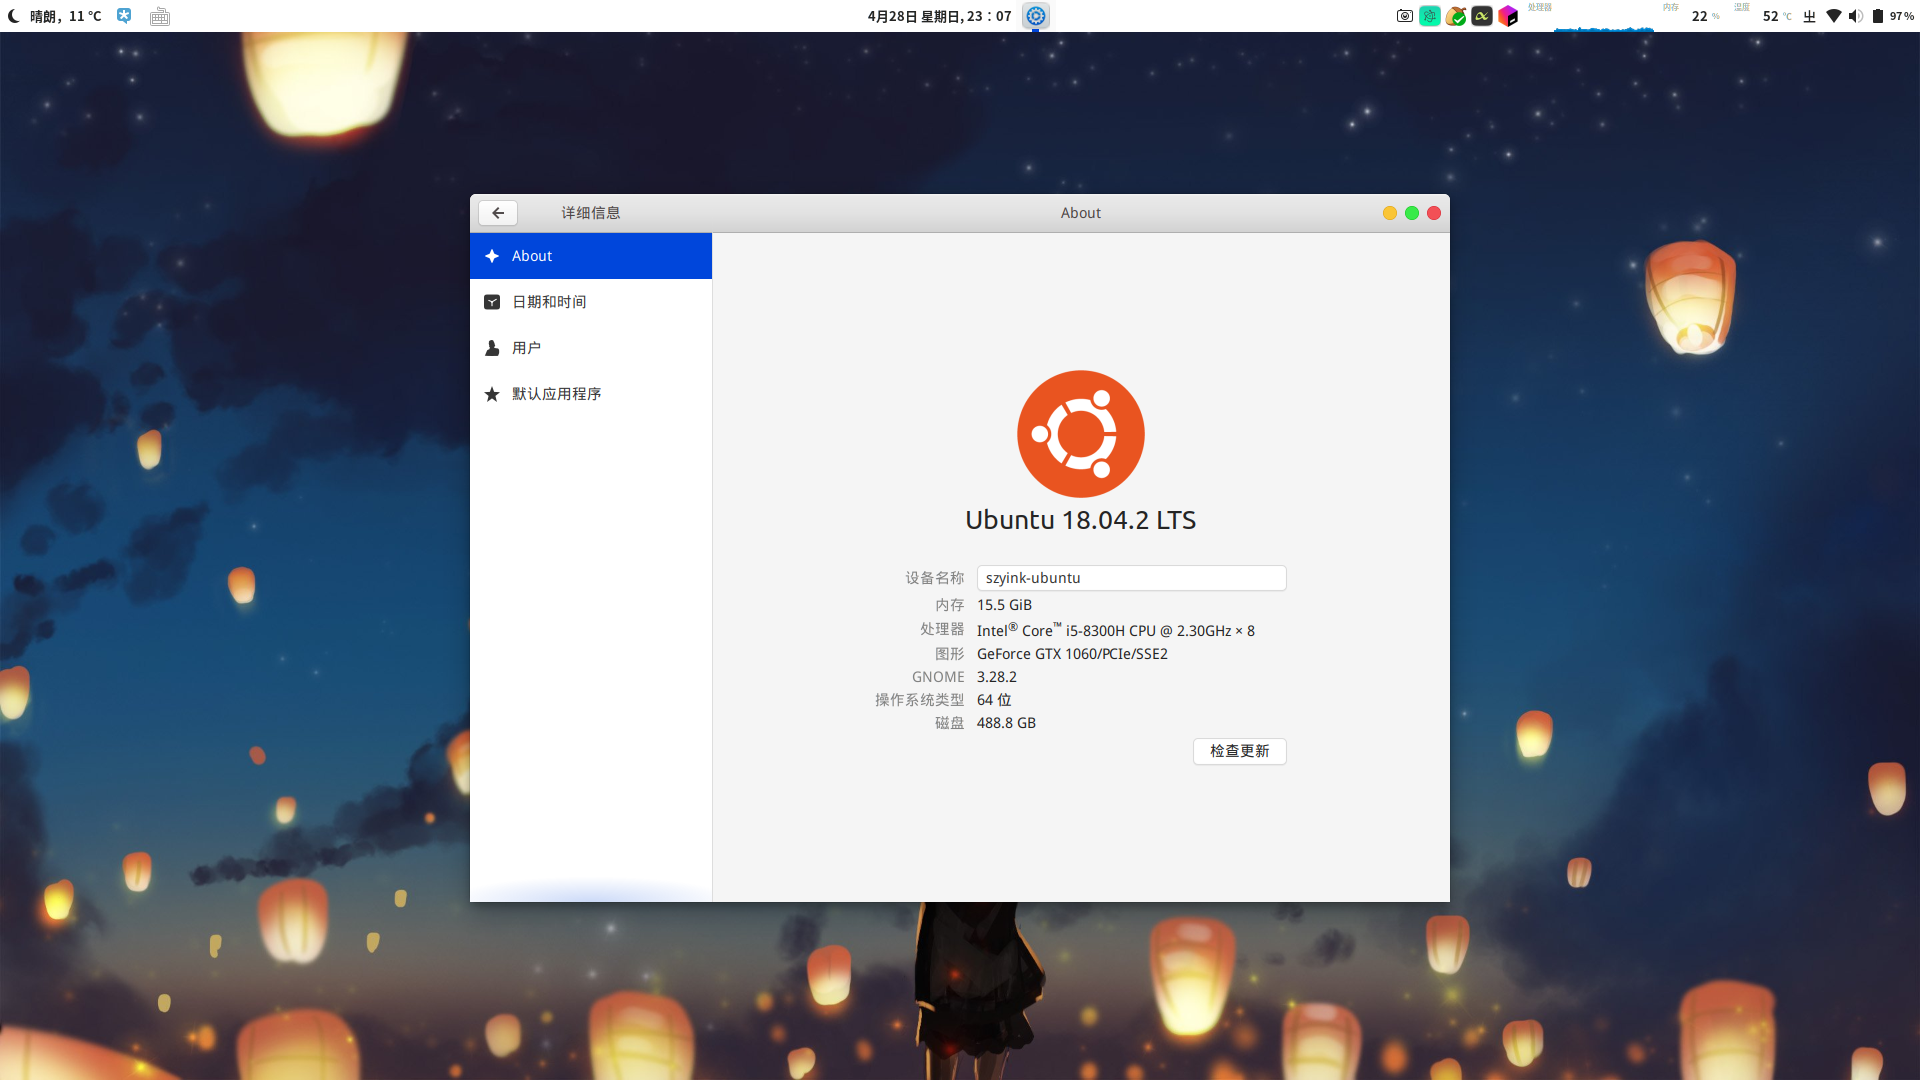 晴朗，11 °C
4月28日 星期日, 23：07
处理器
内存
22 %
温度
52 °C
97%
详细信息
About
About
日期和时间
用户
默认应用程序
Ubuntu 18.04.2 LTS
设备名称 szyink-ubuntu
内存 15.5 GiB
处理器 Intel® Core™ i5-8300H CPU @ 2.30GHz × 8
图形 GeForce GTX 1060/PCIe/SSE2
GNOME 3.28.2
操作系统类型 64 位
磁盘 488.8 GB
检查更新